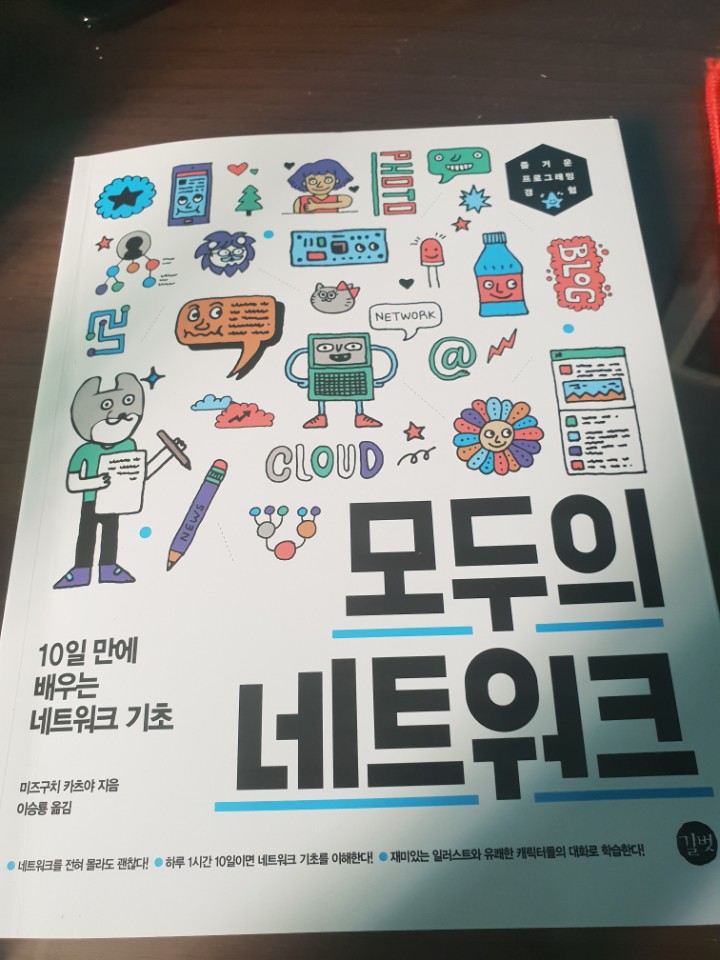 즐거운
프로그래밍
경험
PHOTO
BLOG
NETWORK
@
CLOUD
NEWS
모두의
네트워크
10일 만에
배우는
네트워크 기초
미즈구치 카츠야 지음
이승룡 옮김
네트워크를 전혀 몰라도 괜찮다! 하루 1시간 10일이면 네트워크 기초를 이해한다! 재미있는 일러스트와 유쾌한 캐릭터들의 대화로 학습한다!
길벗